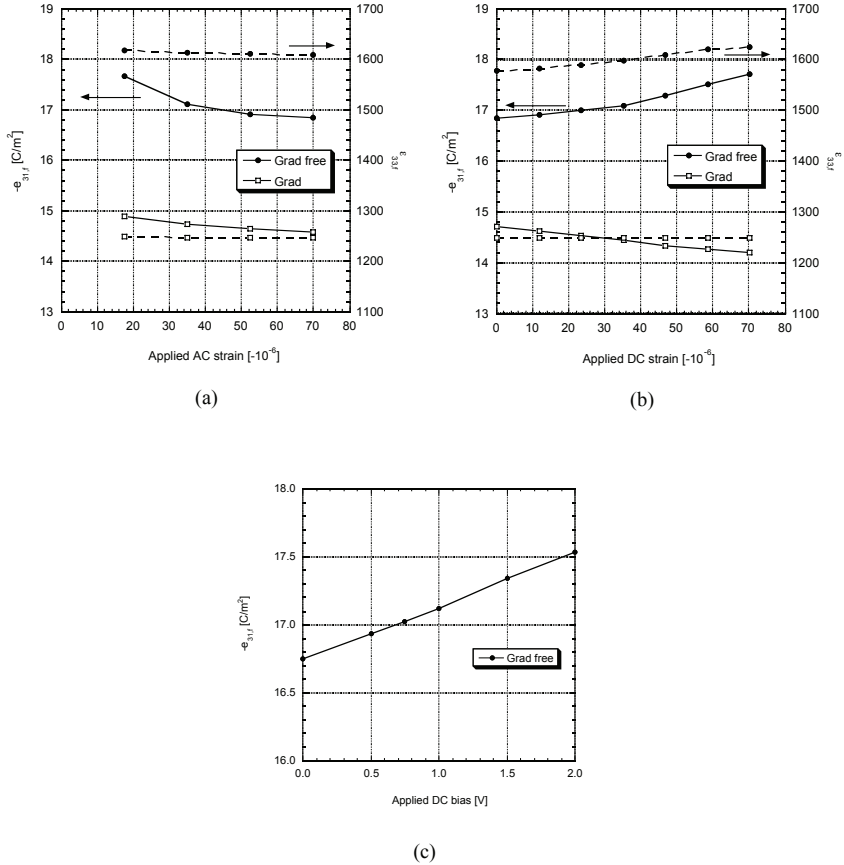 19
18
17
16
15
14
13
1700
1600
1500
1400
1300
1200
1100
0 10 20 30 40 50 60 70 80
-e31,f [C/m²]
ε33,f
Applied AC strain [-10⁻⁶]
Grad free
Grad
(a)
19
18
17
16
15
14
13
1700
1600
1500
1400
1300
1200
1100
0 10 20 30 40 50 60 70 80
-e31,f [C/m²]
ε33,f
Applied DC strain [-10⁻⁶]
Grad free
Grad
(b)
18.0
17.5
17.0
16.5
16.0
0.0 0.5 1.0 1.5 2.0
-e31,f [C/m²]
Applied DC bias [V]
Grad free
(c)